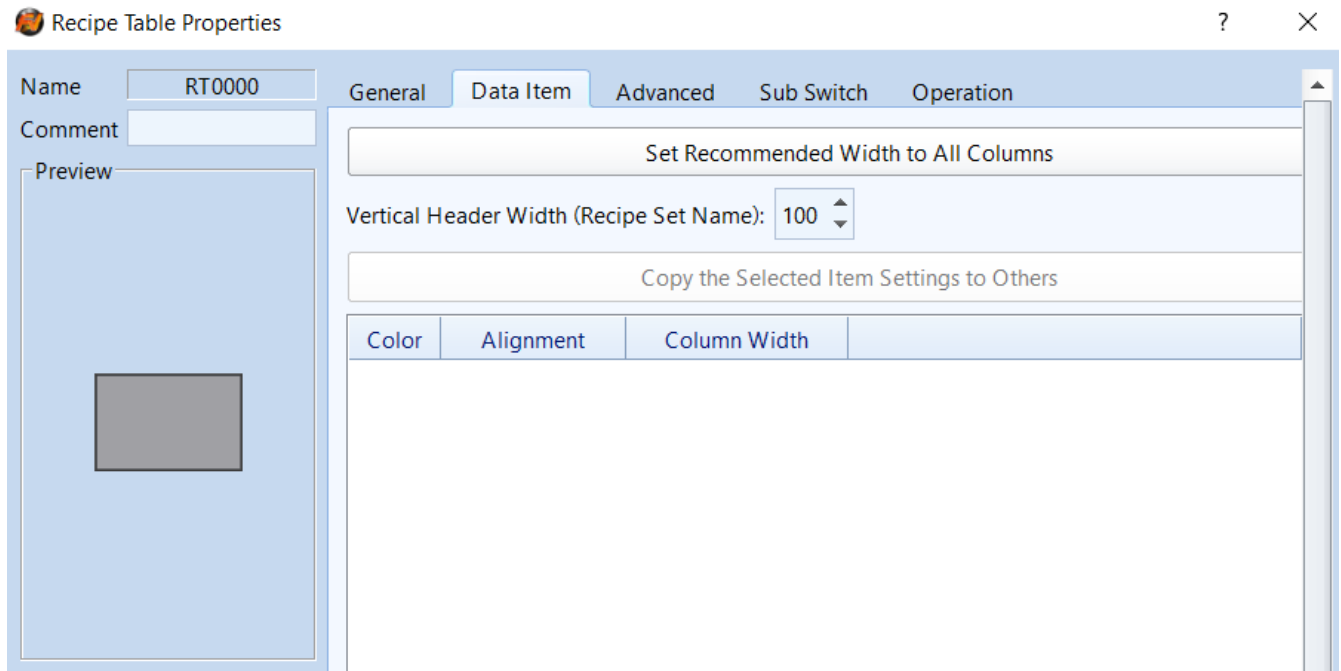 Recipe Table Properties ? ×
Name RT0000
Comment
Preview
General Data Item Advanced Sub Switch Operation
Set Recommended Width to All Columns
Vertical Header Width (Recipe Set Name): 100
Copy the Selected Item Settings to Others
Color Alignment Column Width